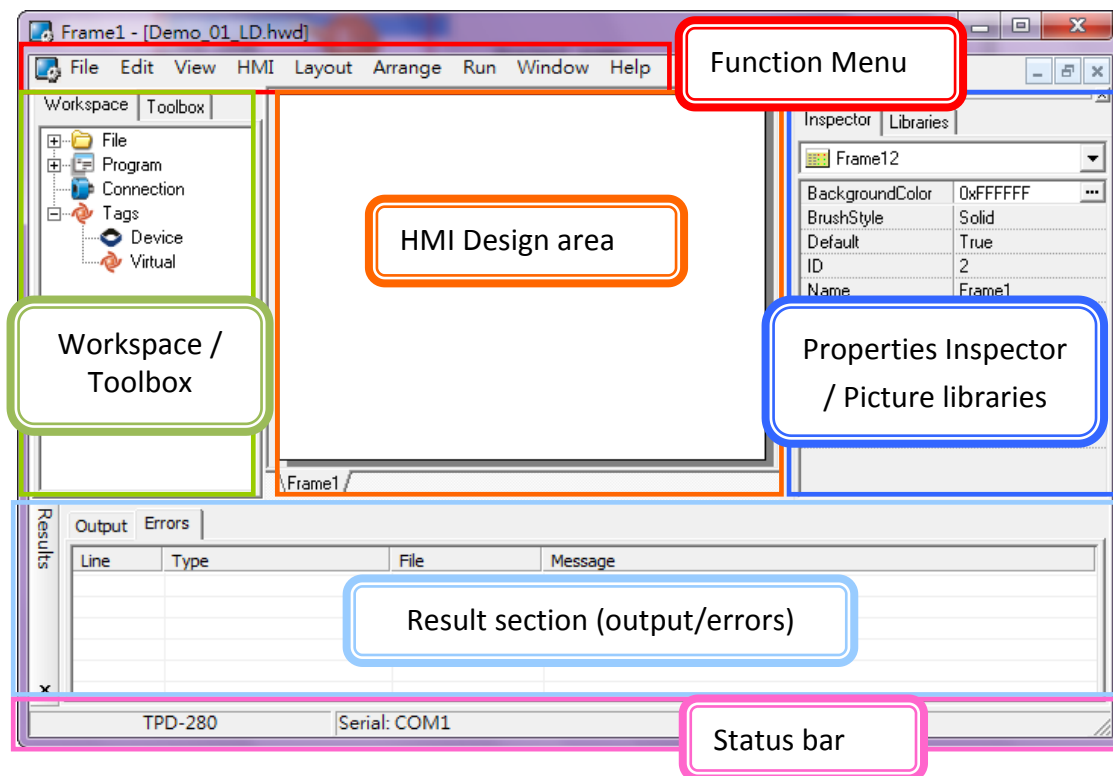 Frame1 - [Demo_01_LD.hwd]
File Edit View HMI Layout Arrange Run Window Help
Function Menu
Workspace Toolbox
File
Program
Connection
Tags
Device
Virtual
Workspace /
Toolbox
HMI Design area
Frame1
Inspector Libraries
Frame12
BackgroundColor 0xFFFFFF ...
BrushStyle Solid
Default True
ID 2
Name Frame1
Properties Inspector
/ Picture libraries
Results
Output Errors
Line Type File Message
Result section (output/errors)
TPD-280 Serial: COM1
Status bar